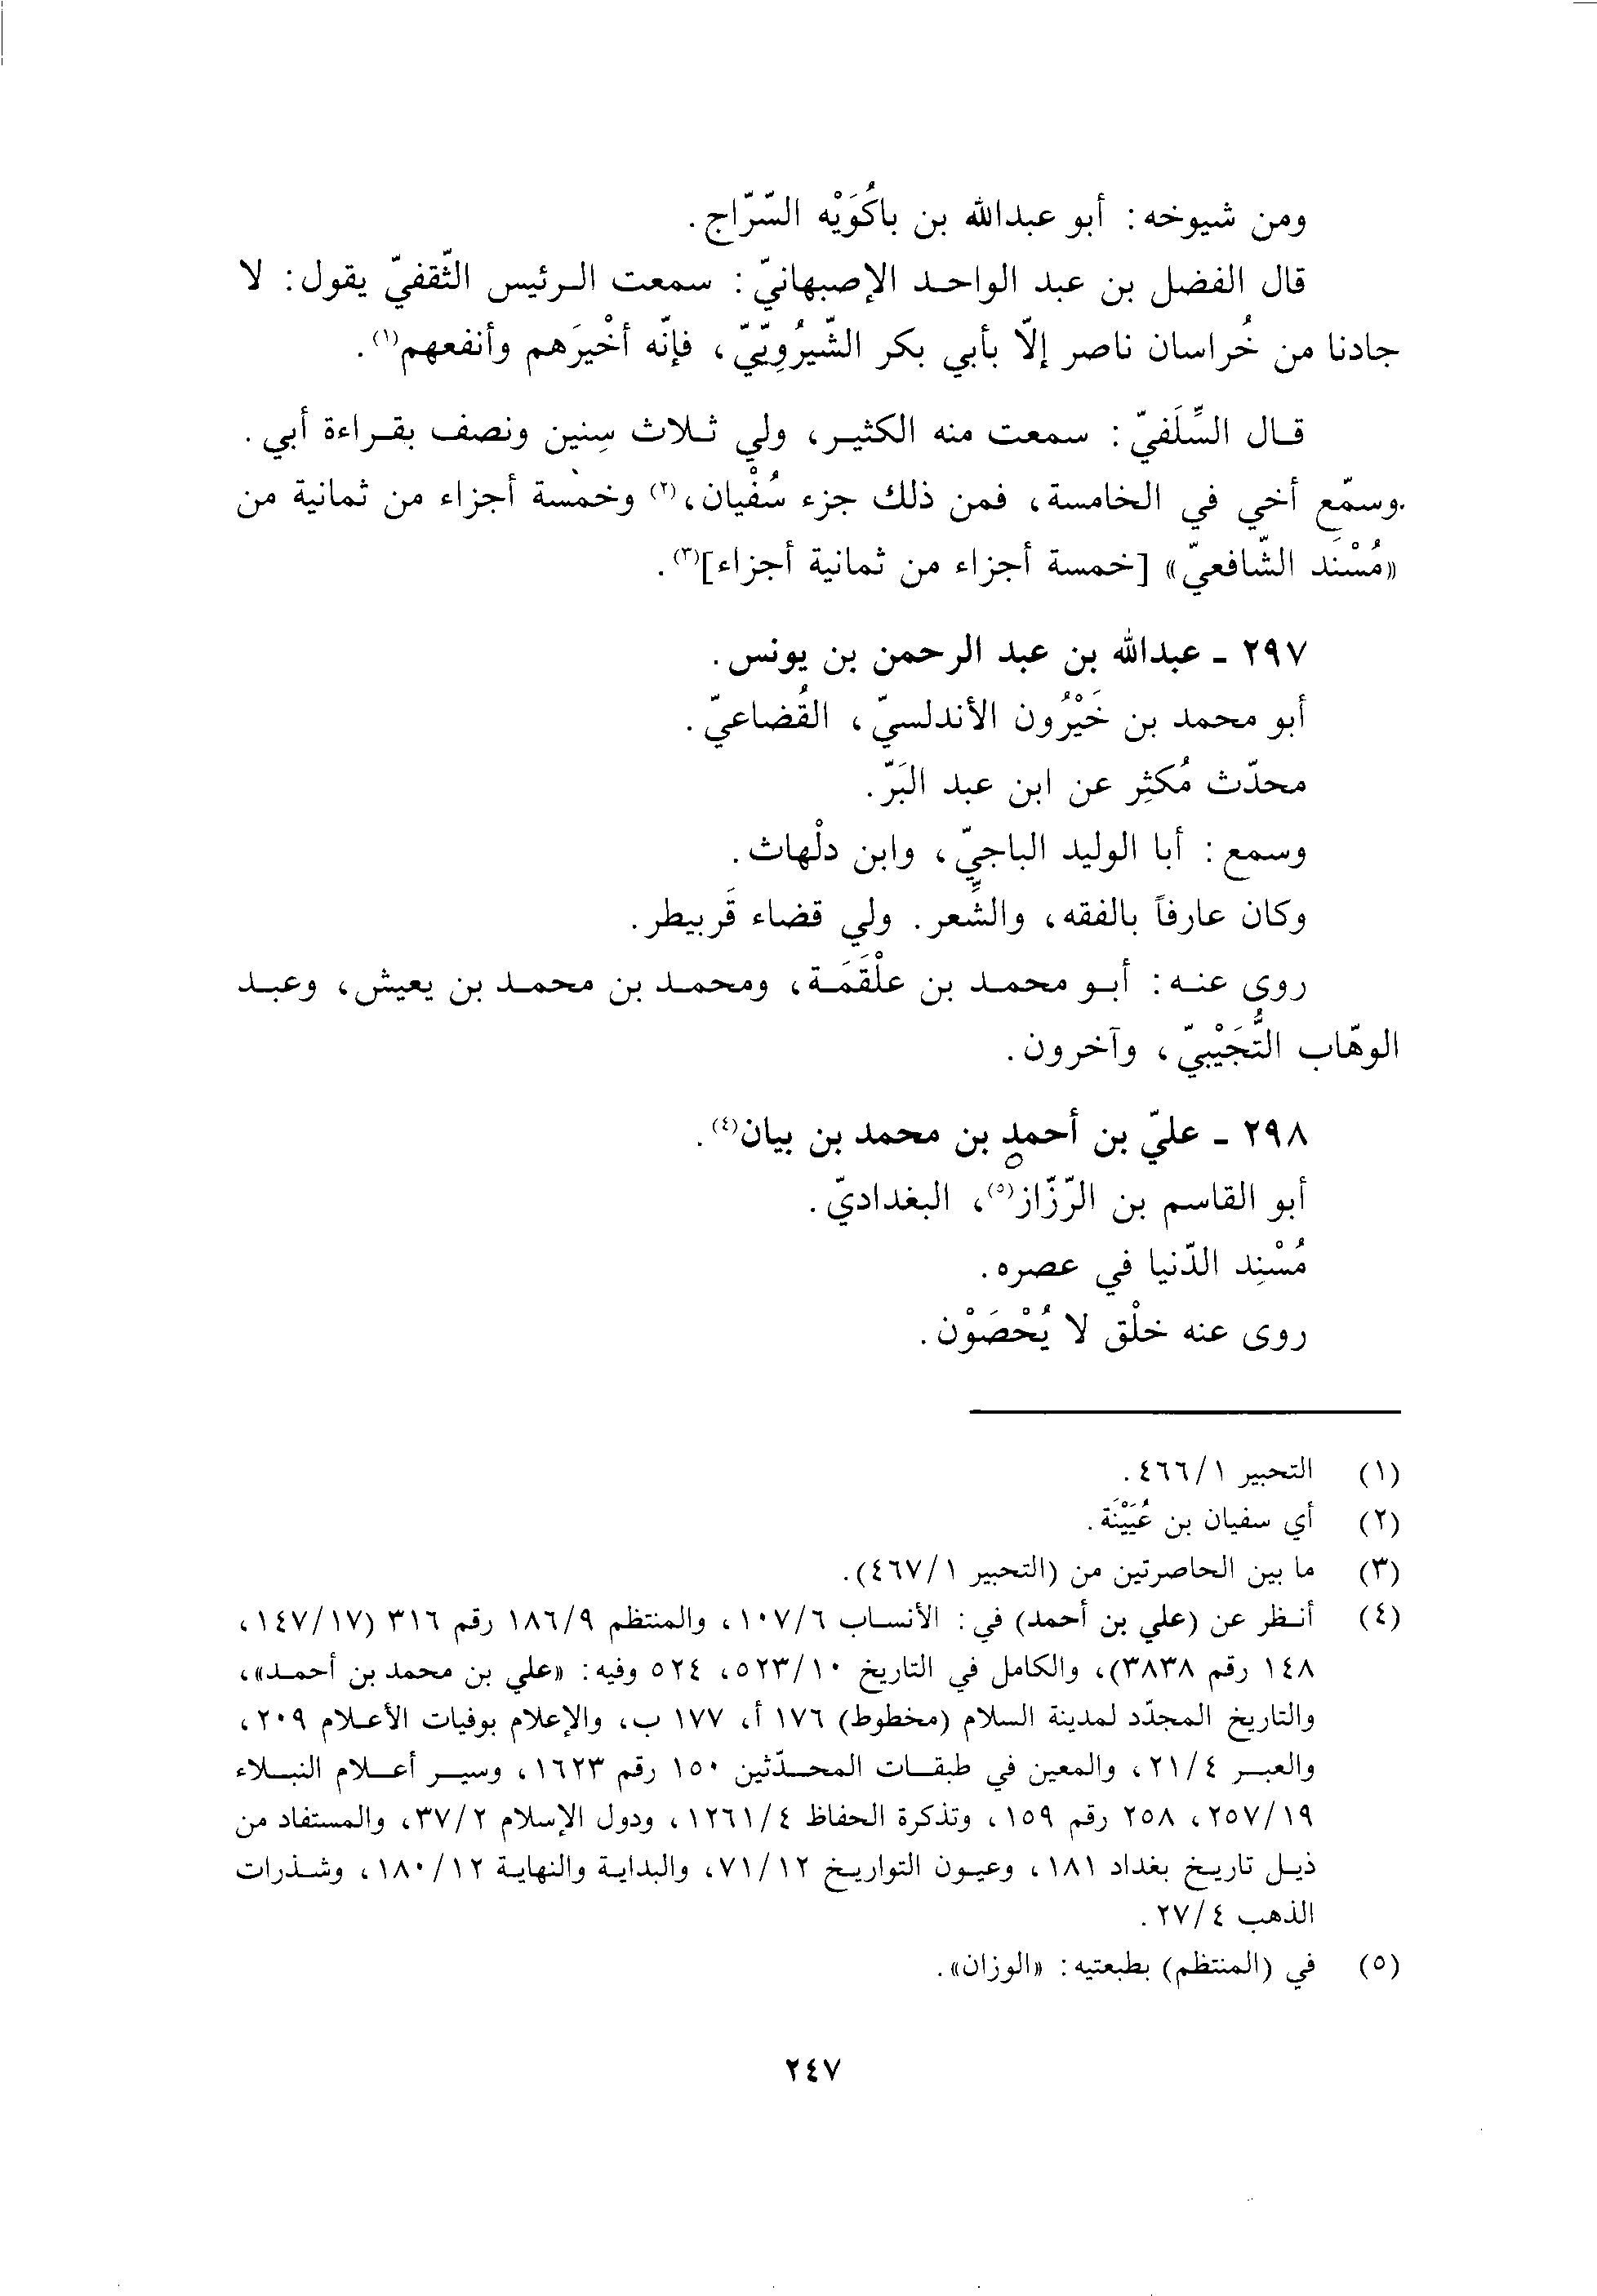 ومن شيوخه: أبو عبدالله بن باكُوَيْه السّرّاج.
قال الفضل بن عبد الواحد الإصبهانيّ: سمعت الرئيس الثّقفيّ يقول: لا
جادنا من خُراسان ناصر إلّا بأبي بكر الشّيرُوِيّيّ، فإنّه أخْيرَهم وأنفعهم(١).
قال السِّلَفيّ: سمعت منه الكثير، ولي ثلاث سِنين ونصف بقراءة أبي.
وسمّع أخي في الخامسة، فمن ذلك جزء سُفْيان،(٢) وخمسة أجزاء من ثمانية من
«مُسْنَد الشّافعيّ» [خمسة أجزاء من ثمانية أجزاء](٣).
٢٩٧ - عبدالله بن عبد الرحمن بن يونس.
أبو محمد بن خَيْرُون الأندلسيّ، القُضاعيّ.
محدّث مُكثِر عن ابن عبد البَرّ.
وسمع: أبا الوليد الباجيّ، وابن دلْهاث.
وكان عارفاً بالفقه، والشِّعر. ولي قضاء قَربيطر.
روى عنه: أبو محمد بن علْقَمَة، ومحمد بن محمد بن يعيش، وعبد
الوهّاب التُّجَيْبيّ، وآخرون.
٢٩٨ - عليّ بن أحمد بن محمد بن بيان(٤).
أبو القاسم بن الرّزّاز(٥)، البغداديّ.
مُسْنِد الدّنيا في عصره.
روى عنه خلْق لا يُحْصَوْن.
(١) التحبير ٤٦٦/١.
(٢) أي سفيان بن عُيَيْنَة.
(٣) ما بين الحاصرتين من (التحبير ٤٦٧/١).
(٤) أنظر عن (علي بن أحمد) في: الأنساب ١٠٧/٦، والمنتظم ١٨٦/٩ رقم ٣١٦ (١٤٧/١٧،
١٤٨ رقم ٣٨٣٨)، والكامل في التاريخ ٥٢٣/١٠، ٥٢٤ وفيه: «علي بن محمد بن أحمد»،
والتاريخ المجدّد لمدينة السلام (مخطوط) ١٧٦ أ، ١٧٧ ب، والإعلام بوفيات الأعلام ٢٠٩،
والعبر ٢١/٤، والمعين في طبقات المحدّثين ١٥٠ رقم ١٦٢٣، وسير أعلام النبلاء
٢٥٧/١٩، ٢٥٨ رقم ١٥٩، وتذكرة الحفاظ ١٢٦١/٤، ودول الإسلام ٣٧/٢، والمستفاد من
ذيل تاريخ بغداد ١٨١، وعيون التواريخ ٧١/١٢، والبداية والنهاية ١٨٠/١٢، وشذرات
الذهب ٢٧/٤.
(٥) في (المنتظم) بطبعتيه: «الوزان».
٢٤٧